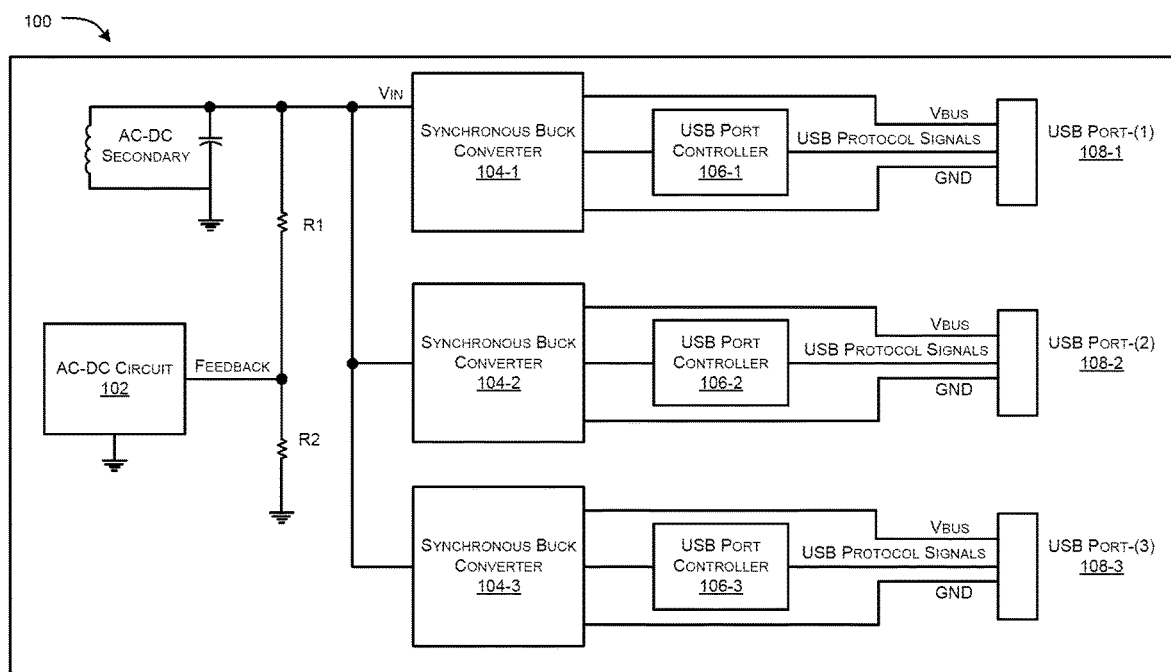 100
AC-DC
SECONDARY
R1
AC-DC CIRCUIT
102
FEEDBACK
R2
VIN
SYNCHRONOUS BUCK
CONVERTER
104-1
USB PORT
CONTROLLER
106-1
VBUS
USB PROTOCOL SIGNALS
GND
USB PORT-(1)
108-1
SYNCHRONOUS BUCK
CONVERTER
104-2
USB PORT
CONTROLLER
106-2
VBUS
USB PROTOCOL SIGNALS
GND
USB PORT-(2)
108-2
SYNCHRONOUS BUCK
CONVERTER
104-3
USB PORT
CONTROLLER
106-3
VBUS
USB PROTOCOL SIGNALS
GND
USB PORT-(3)
108-3